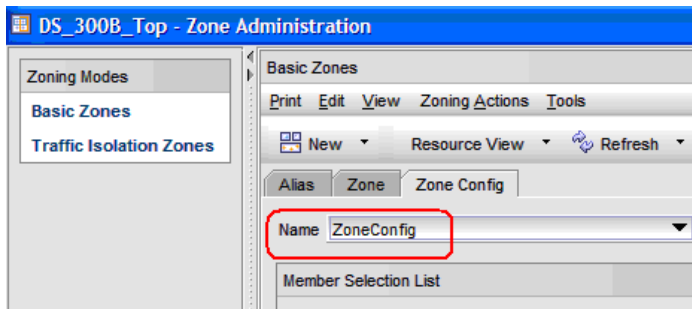 DS_300B_Top - Zone Administration
Zoning Modes
Basic Zones
Traffic Isolation Zones
Basic Zones
Print Edit View Zoning Actions Tools
New Resource View Refresh
Alias Zone Zone Config
Name ZoneConfig
Member Selection List